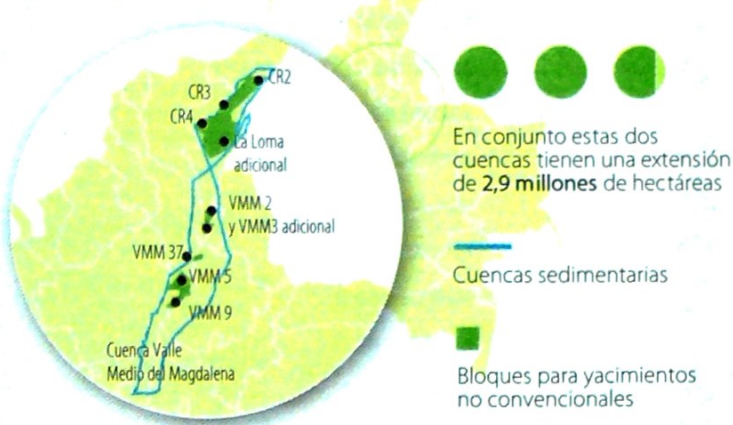 CR2
CR3
CR4
La Loma
adicional
VMM 2
y VMM3 adicional
VMM 37
VMM 5
VMM 9
Cuenca Valle
Medio del Magdalena
En conjunto estas dos
cuencas tienen una extensión
de 2,9 millones de hectáreas
Cuencas sedimentarias
Bloques para yacimientos
no convencionales